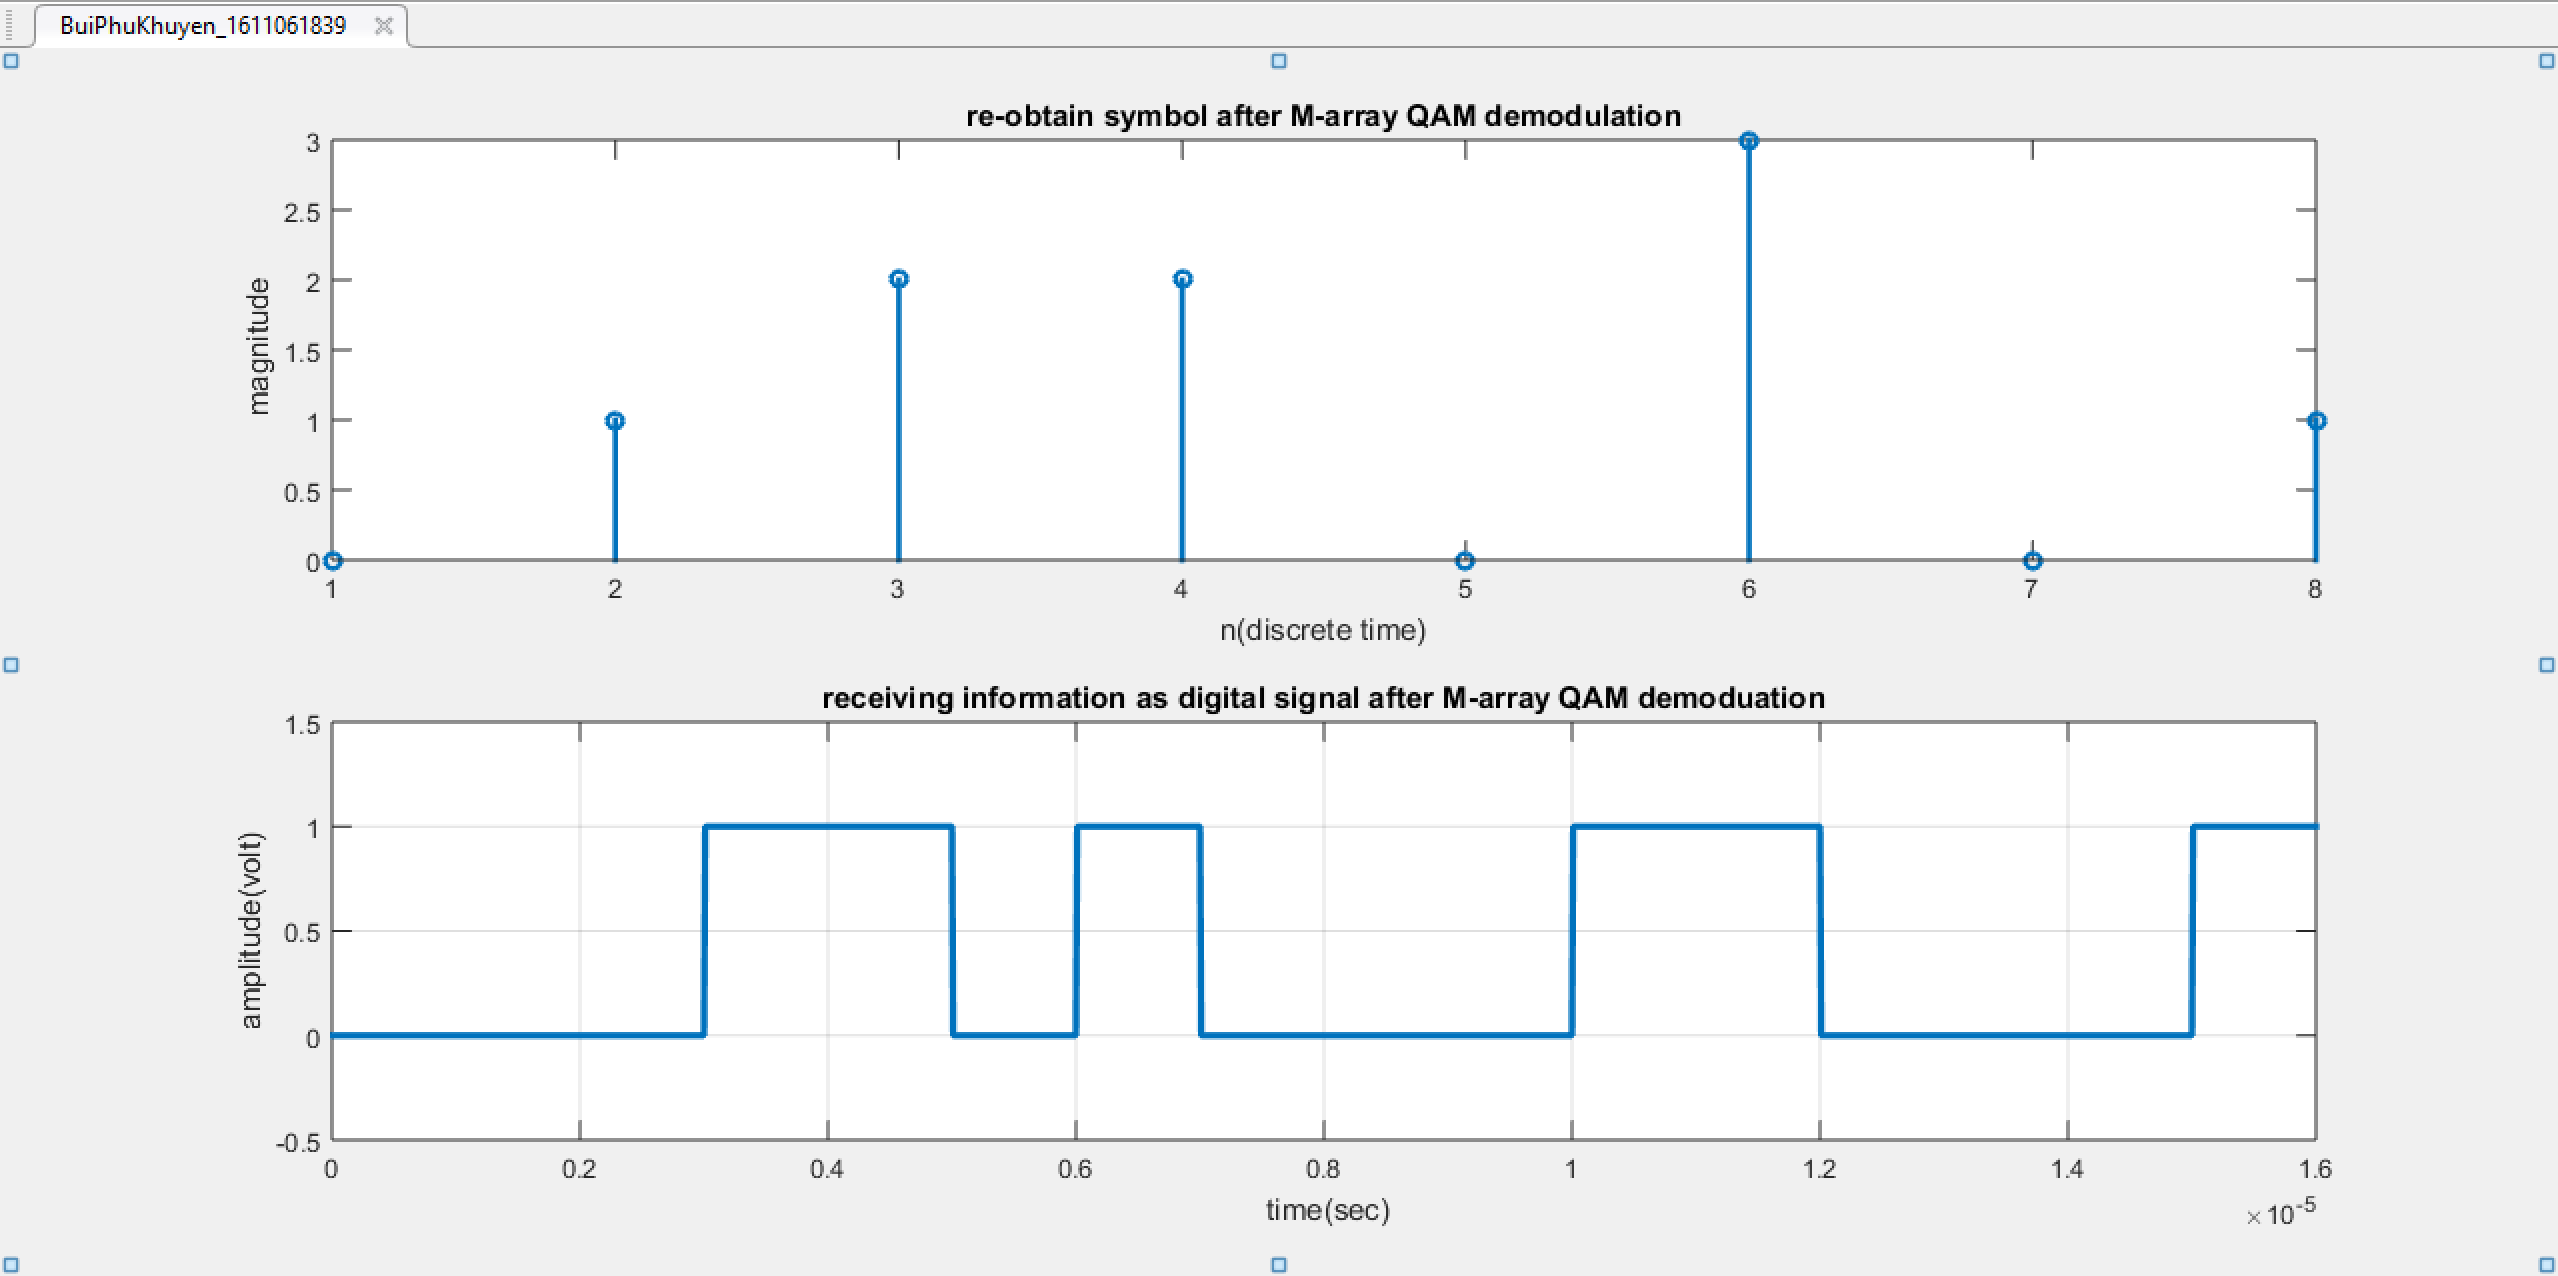 BuiPhuKhuyen_1611061839
re-obtain symbol after M-array QAM demodulation
3
2.5
2
1.5
1
0.5
0
magnitude
1 2 3 4 5 6 7 8
n(discrete time)
receiving information as digital signal after M-array QAM demoduation
1.5
1
0.5
0
-0.5
amplitude(volt)
0 0.2 0.4 0.6 0.8 1 1.2 1.4 1.6
time(sec)
×10⁻⁵